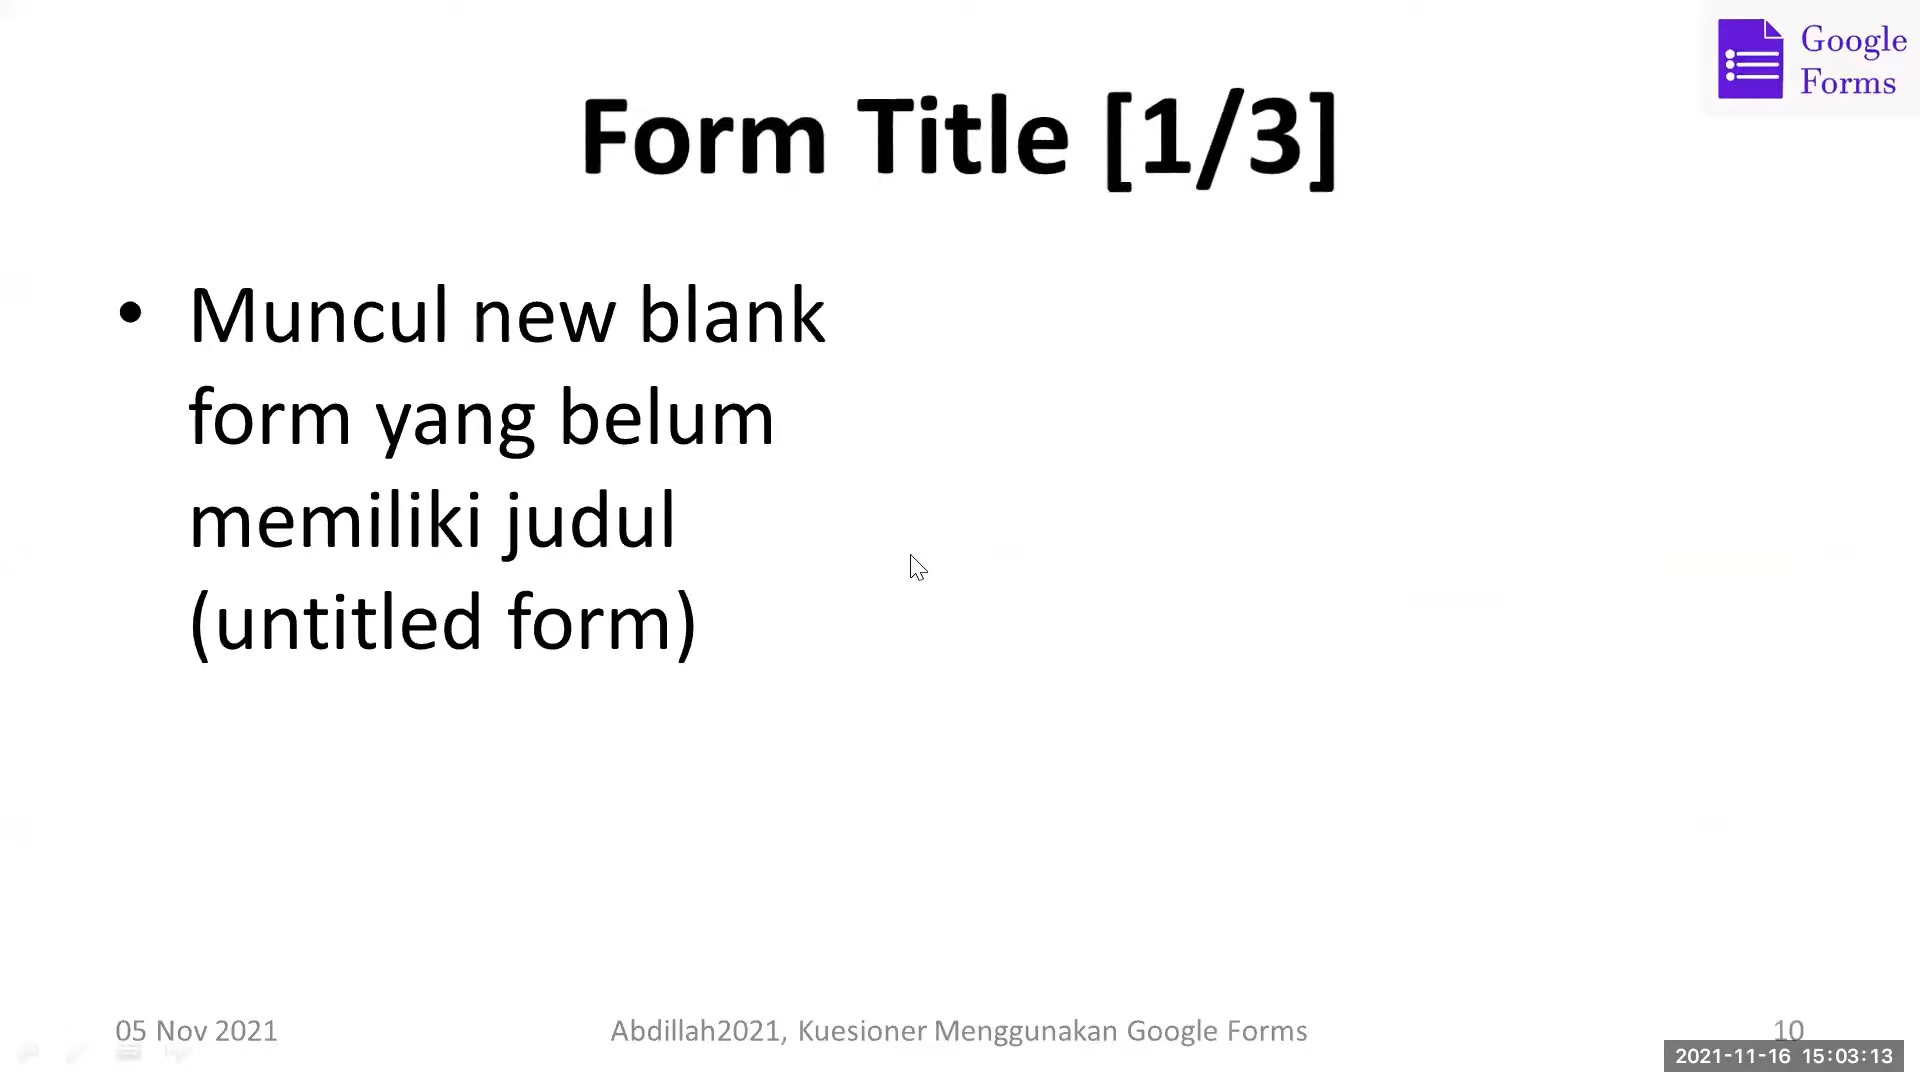 Google
Forms
Form Title [1/3]
• Muncul new blank
form yang belum
memiliki judul
(untitled form)
05 Nov 2021
Abdillah2021, Kuesioner Menggunakan Google Forms
10
2021-11-16 15:03:13